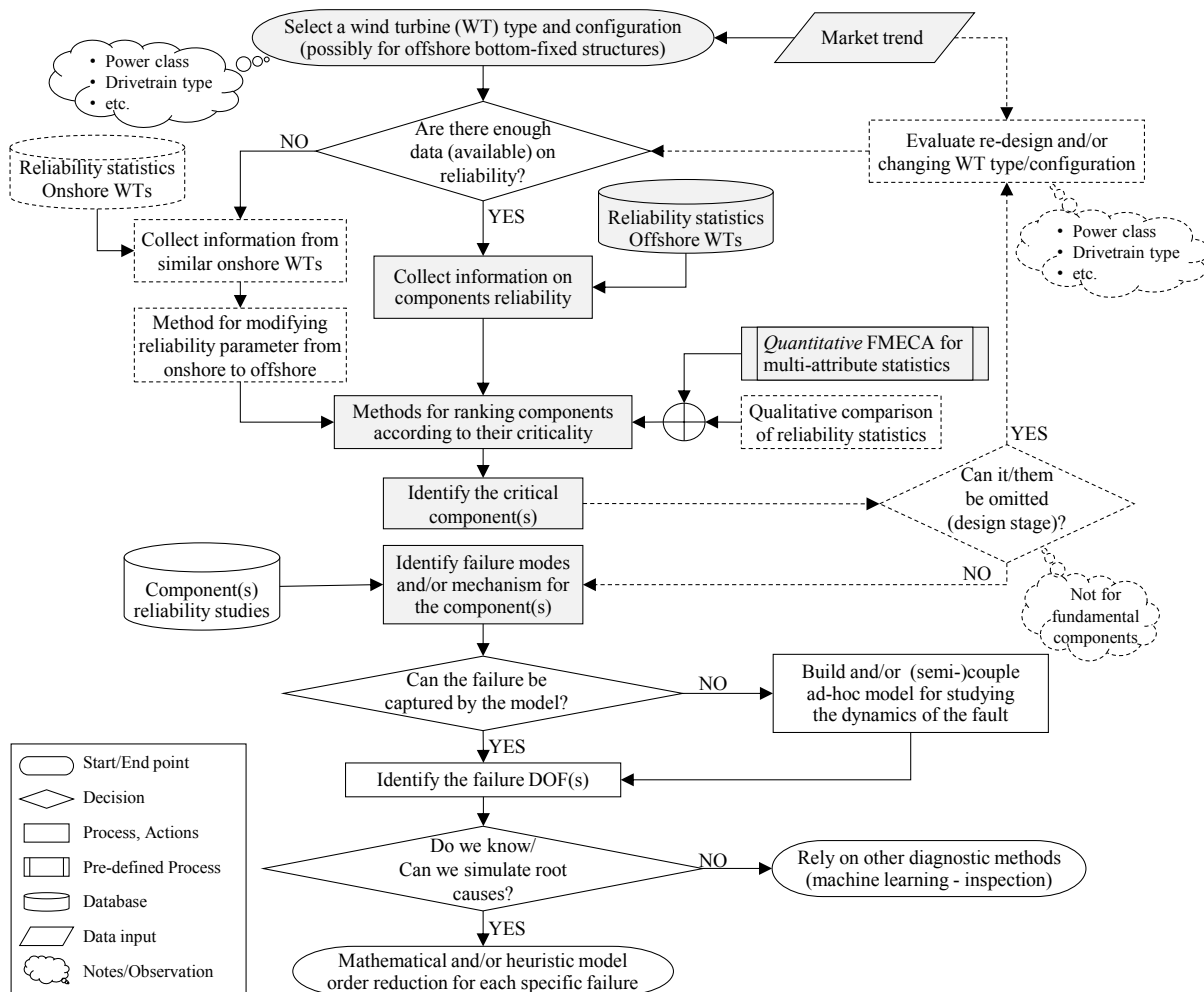 Select a wind turbine (WT) type and configuration
(possibly for offshore bottom-fixed structures)
Market trend
• Power class
• Drivetrain type
• etc.
Are there enough
data (available) on
reliability?
NO
YES
Evaluate re-design and/or
changing WT type/configuration
Reliability statistics
Onshore WTs
Reliability statistics
Offshore WTs
• Power class
• Drivetrain type
• etc.
Collect information from
similar onshore WTs
Collect information on
components reliability
Method for modifying
reliability parameter from
onshore to offshore
Quantitative FMECA for
multi-attribute statistics
Methods for ranking components
according to their criticality
Qualitative comparison
of reliability statistics
YES
Identify the critical
component(s)
Can it/them
be omitted
(design stage)?
NO
Component(s)
reliability studies
Identify failure modes
and/or mechanism for
the component(s)
Not for
fundamental
components
Can the failure be
captured by the model?
NO
YES
Build and/or (semi-)couple
ad-hoc model for studying
the dynamics of the fault
Identify the failure DOF(s)
Do we know/
Can we simulate root
causes?
NO
YES
Rely on other diagnostic methods
(machine learning - inspection)
Mathematical and/or heuristic model
order reduction for each specific failure
Start/End point
Decision
Process, Actions
Pre-defined Process
Database
Data input
Notes/Observation